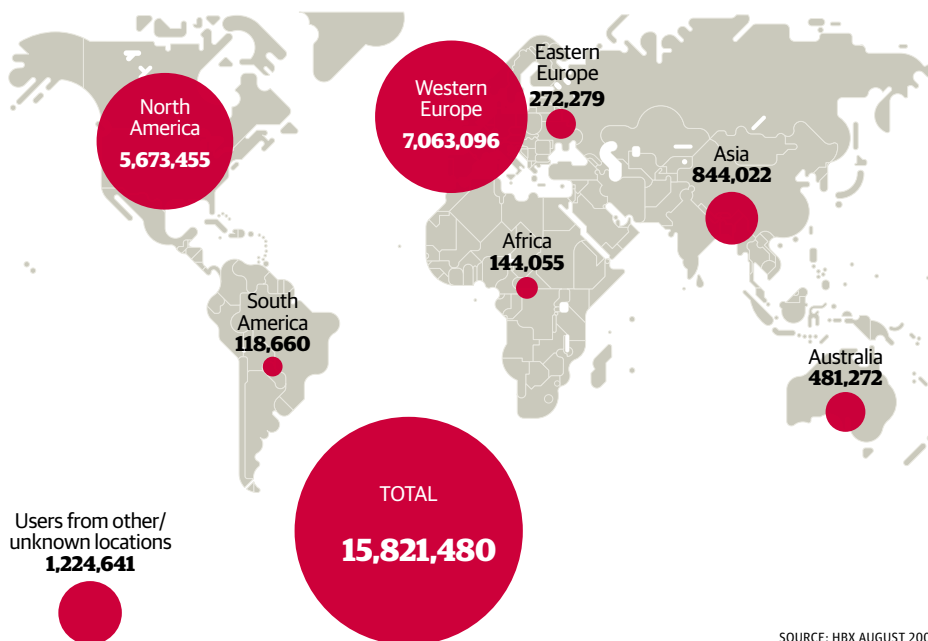 North
America
5,673,455
Western
Europe
7,063,096
Eastern
Europe
272,279
Asia
844,022
Africa
144,055
South
America
118,660
Australia
481,272
TOTAL
15,821,480
Users from other/
unknown locations
1,224,641
SOURCE: HBX AUGUST